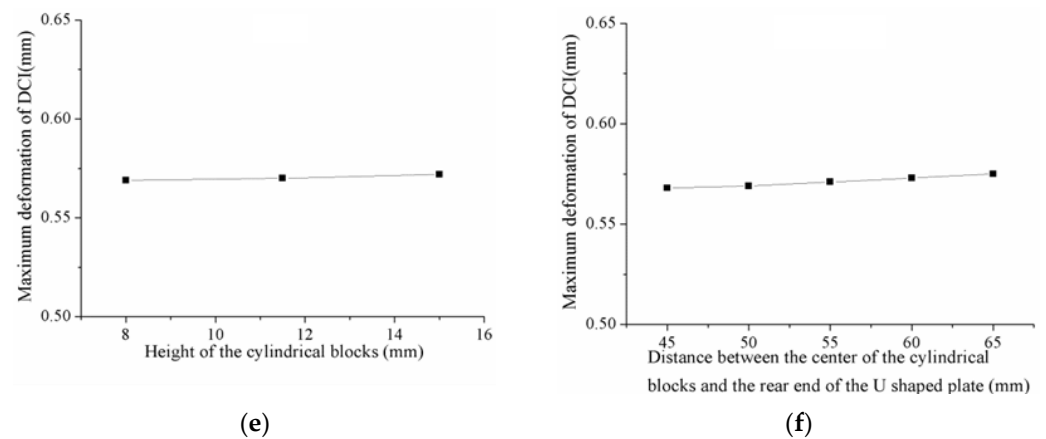 Maximum deformation of DCI(mm)
0.65
0.60
0.55
0.50
8
10
12
14
16
Height of the cylindrical blocks (mm)
(e)
Maximum deformation of DCI(mm)
0.65
0.60
0.55
0.50
45
50
55
60
65
Distance between the center of the cylindrical
blocks and the rear end of the U shaped plate (mm)
(f)